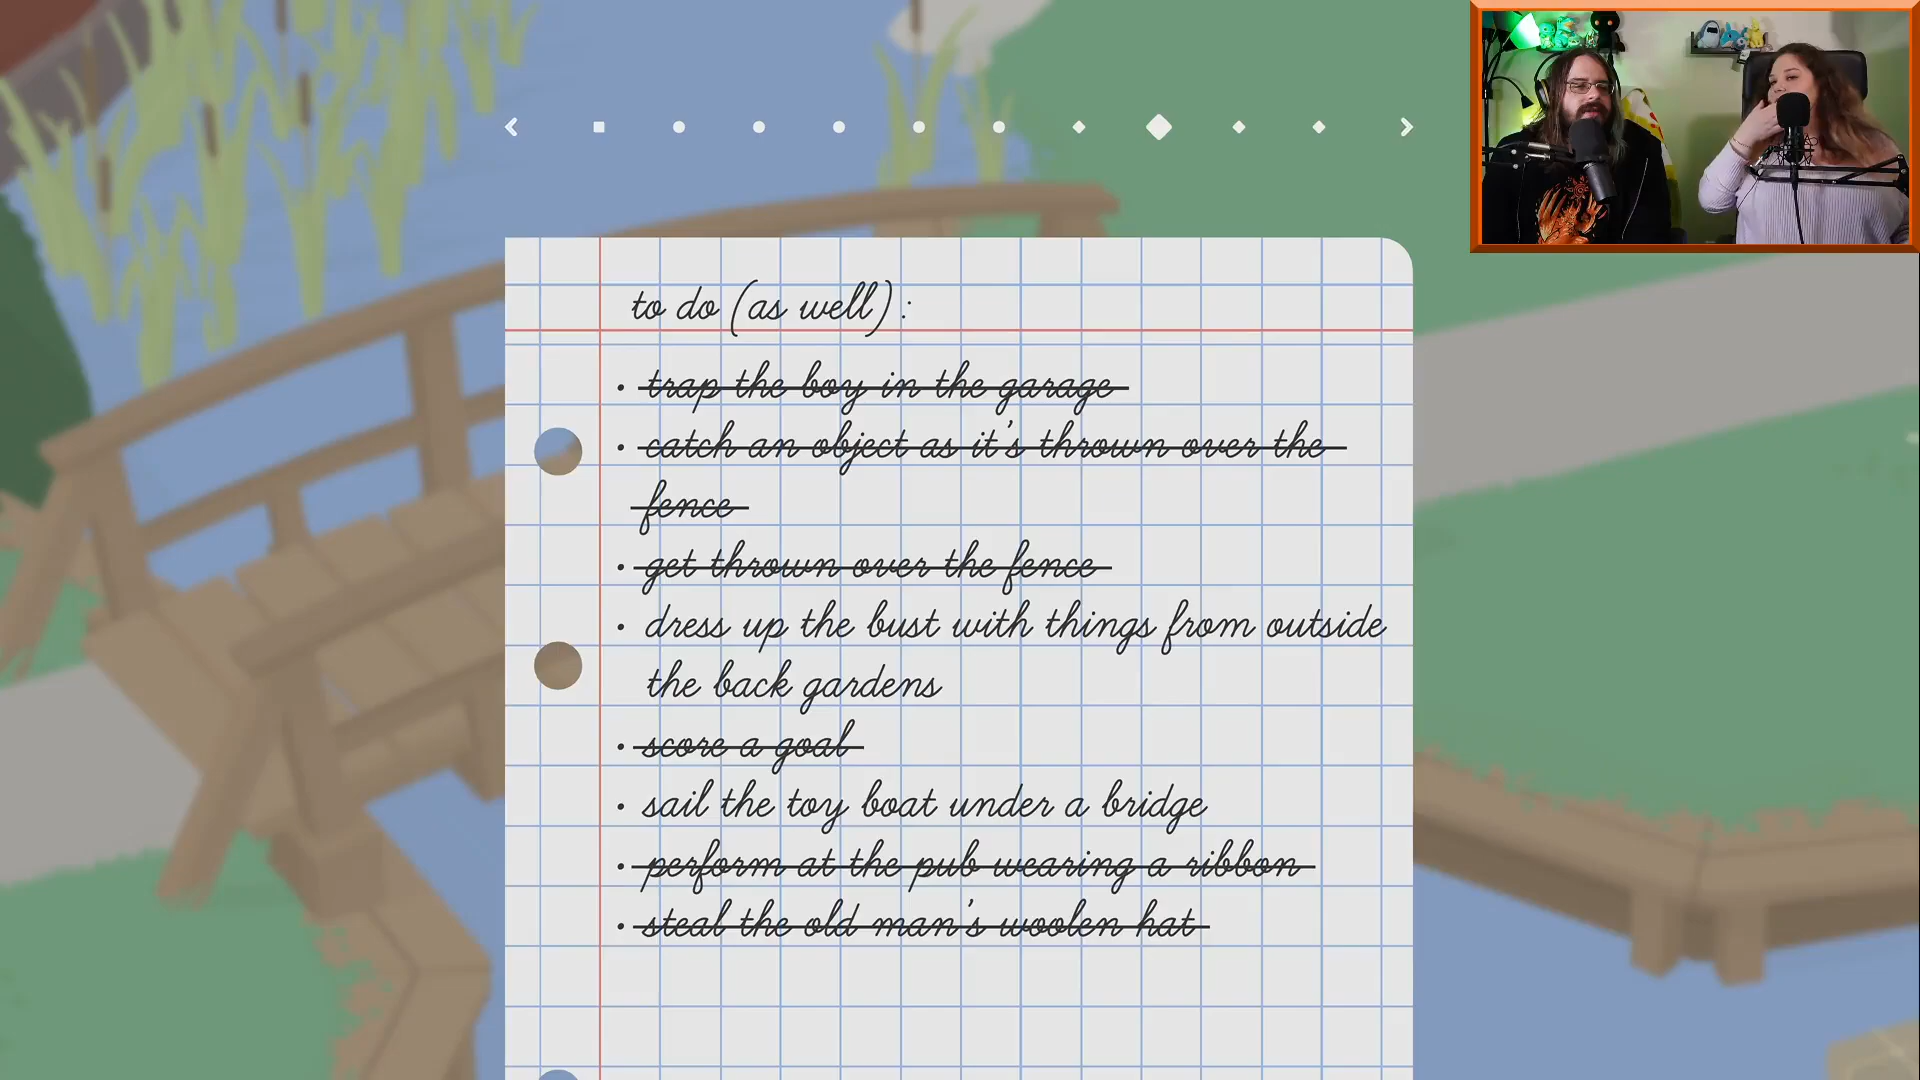 to do (as well) :
• trap the boy in the garage
• catch an object as it's thrown over the
fence
• get thrown over the fence
• dress up the bust with things from outside
the back gardens
• score a goal
• sail the toy boat under a bridge
• perform at the pub wearing a ribbon
• steal the old man's woolen hat